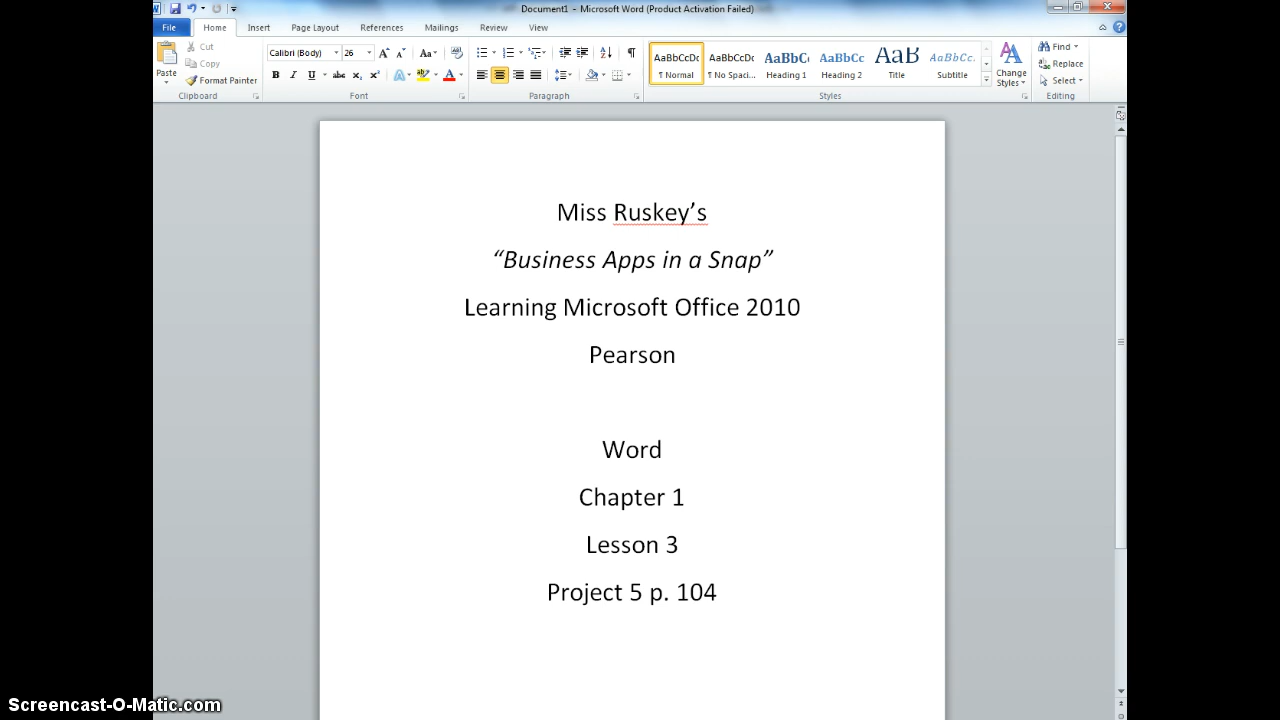 Document1 - Microsoft Word (Product Activation Failed)
File Home Insert Page Layout References Mailings Review View
Paste
Cut
Copy
Format Painter
Clipboard
Calibri (Body) 26
Font
Paragraph
AaBbCcDc AaBbCcDc AaBbC AaBbCc AaB AaBbCc.
¶ Normal ¶ No Spaci... Heading 1 Heading 2 Title Subtitle
Change Styles
Styles
Find
Replace
Select
Editing
Miss Ruskey’s
“Business Apps in a Snap”
Learning Microsoft Office 2010
Pearson
Word
Chapter 1
Lesson 3
Project 5 p. 104
Screencast-O-Matic.com